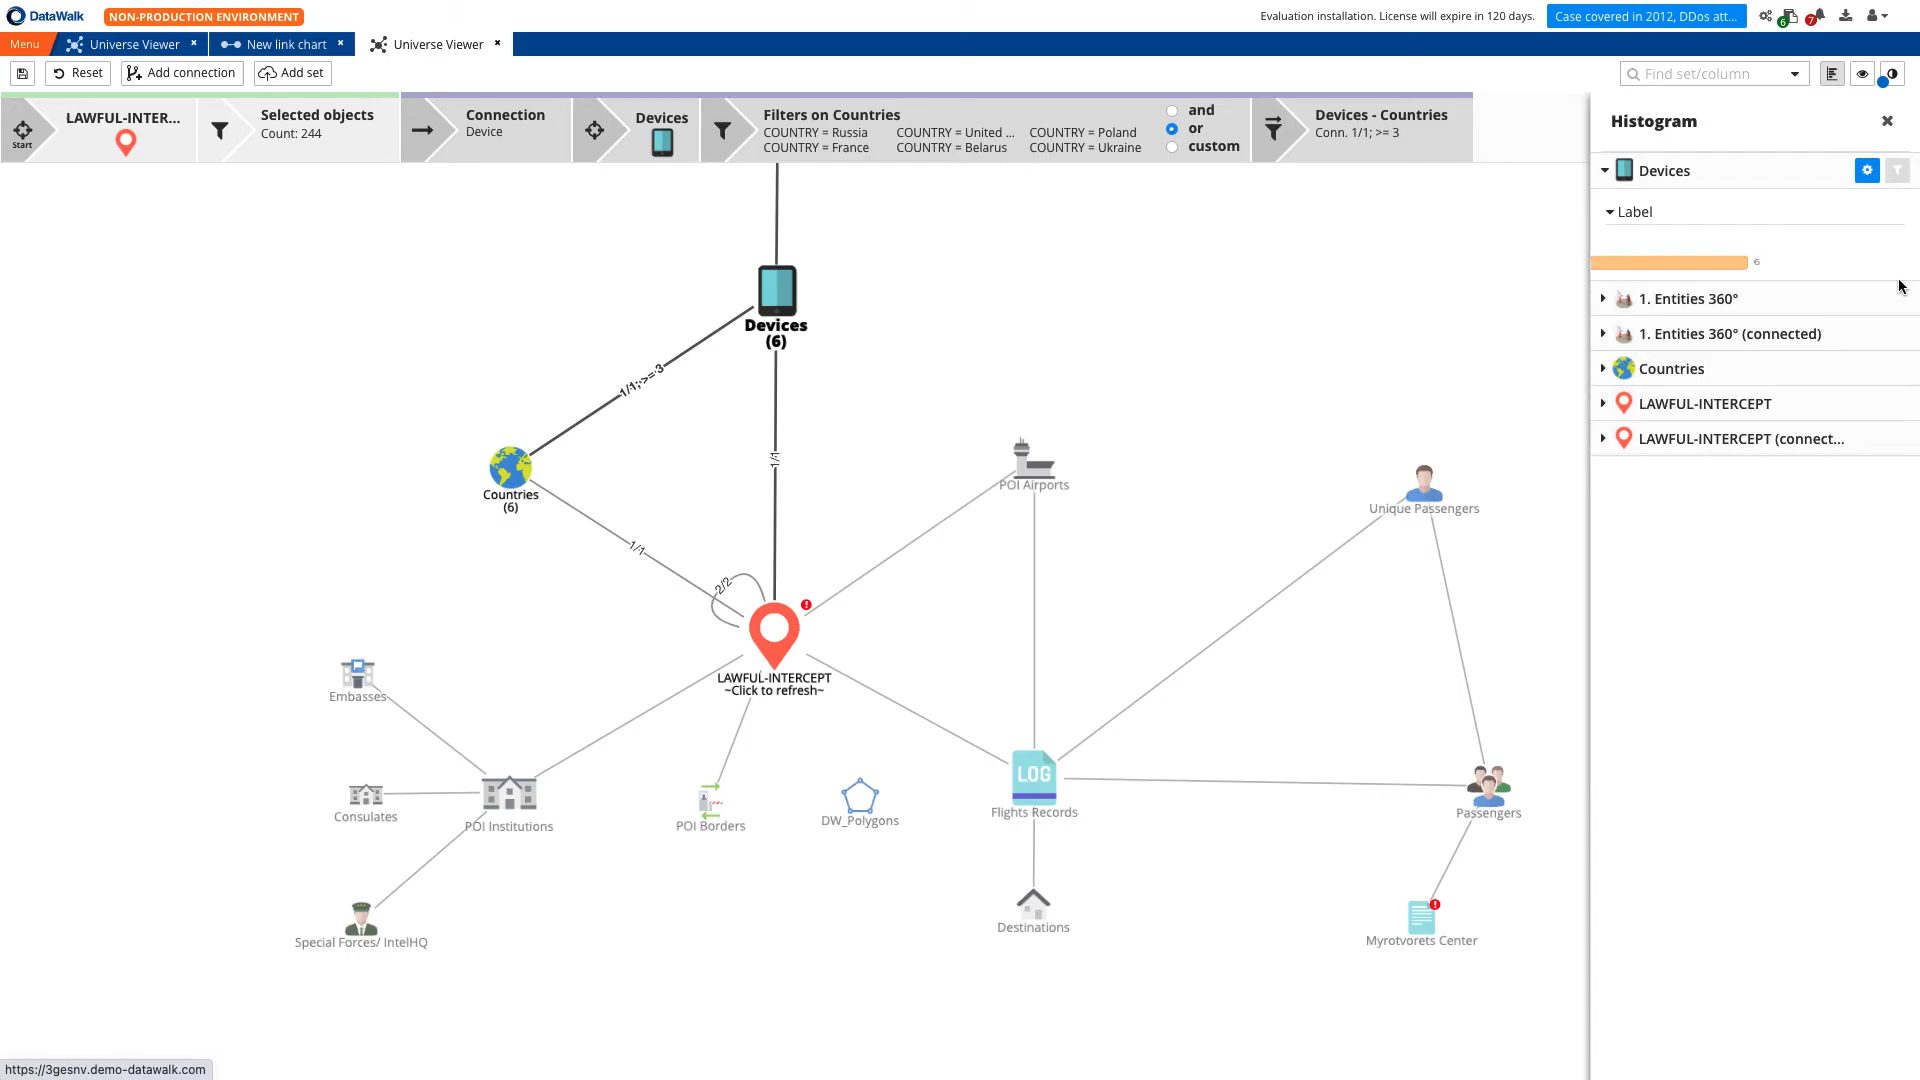 DataWalk
NON-PRODUCTION ENVIRONMENT
Evaluation installation. License will expire in 120 days.
Case covered in 2012, DDos att...
6
7
Menu
Universe Viewer
New link chart
Universe Viewer
Reset
Add connection
Add set
Find set/column
Start
LAWFUL-INTER...
Selected objects
Count: 244
Connection
Device
Devices
Filters on Countries
COUNTRY = Russia
COUNTRY = United ...
COUNTRY = Poland
COUNTRY = France
COUNTRY = Belarus
COUNTRY = Ukraine
and
or
custom
Devices - Countries
Conn. 1/1; >= 3
Histogram
Devices
Label
6
1. Entities 360°
1. Entities 360° (connected)
Countries
LAWFUL-INTERCEPT
LAWFUL-INTERCEPT (connect...
Devices
(6)
1/1; >= 3
1/1
Countries
(6)
1/1
2/2
LAWFUL-INTERCEPT
~Click to refresh~
POI Airports
Unique Passengers
Embasses
Consulates
POI Institutions
POI Borders
DW_Polygons
LOG
Flights Records
Passengers
Special Forces/ IntelHQ
Destinations
Myrotvorets Center
https://3gesnv.demo-datawalk.com